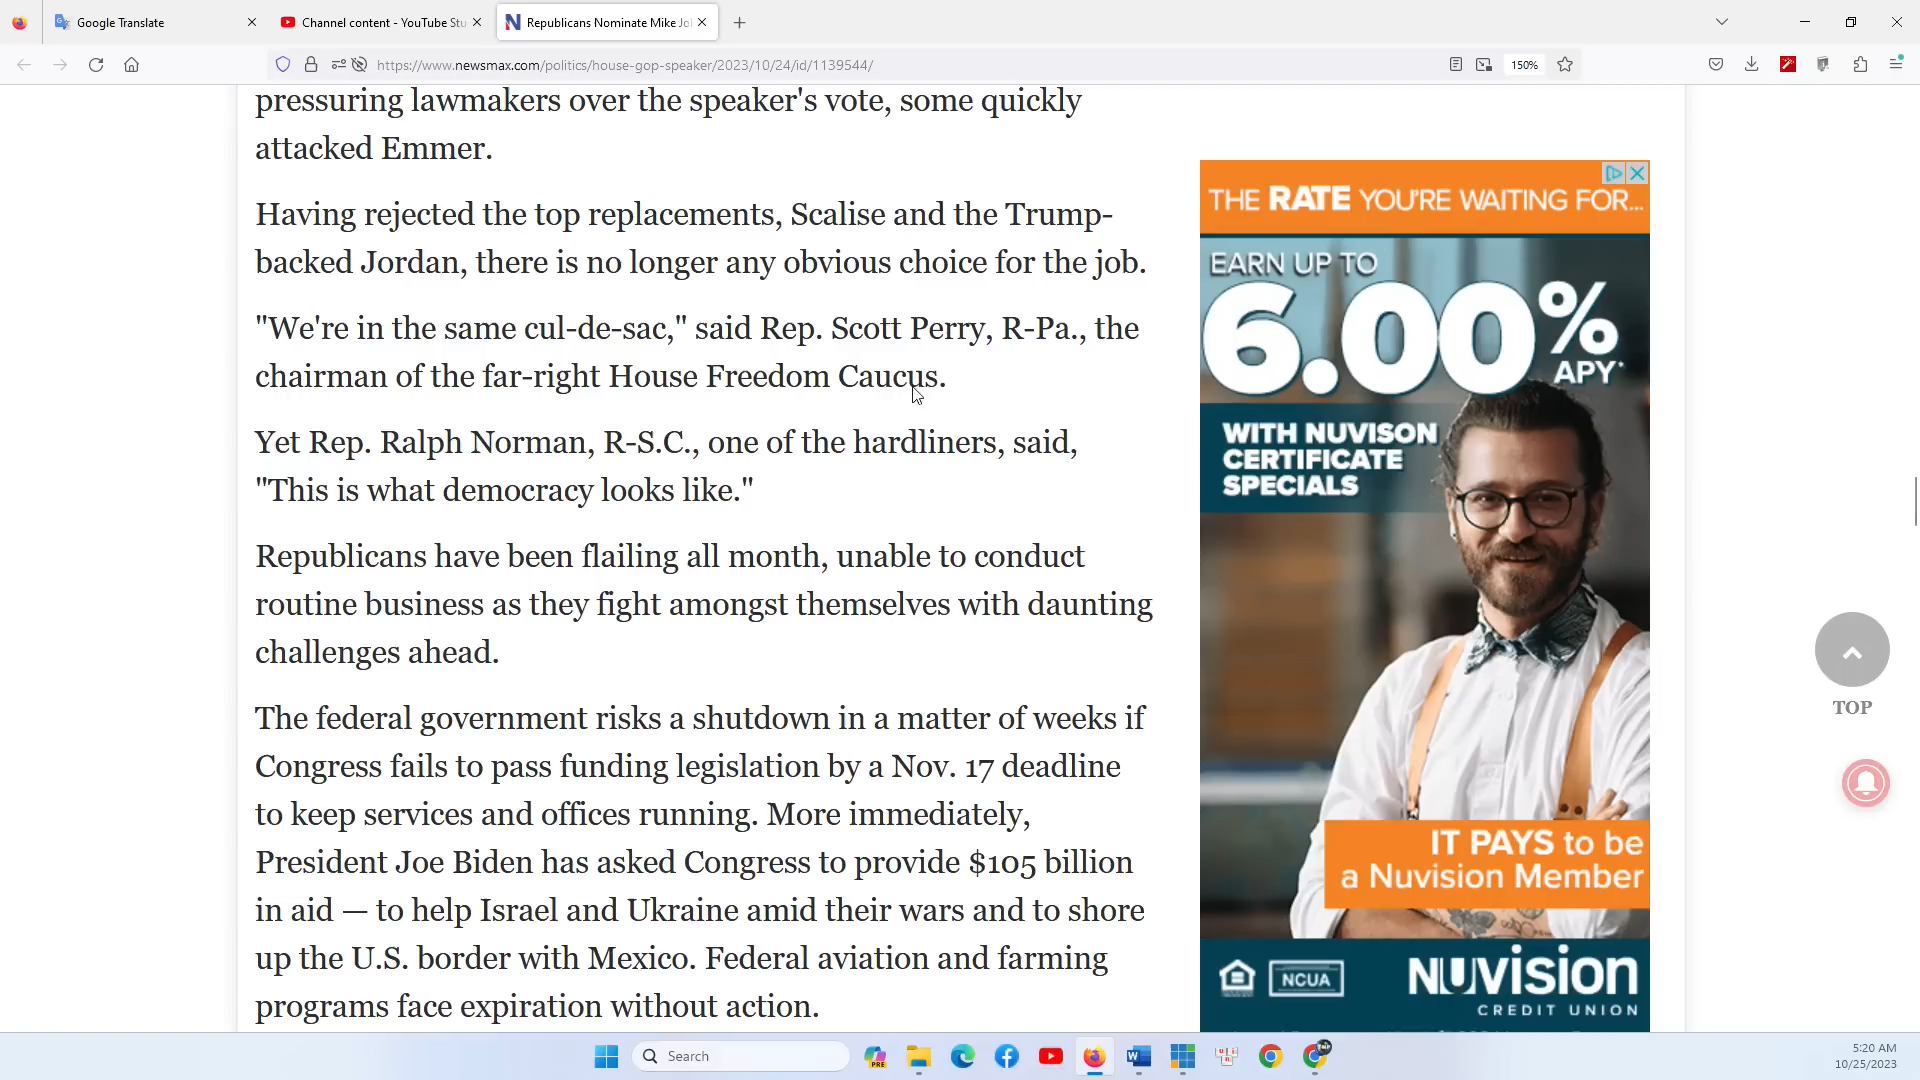 Google Translate
Channel content - YouTube Stu
Republicans Nominate Mike Jo
https://www.newsmax.com/politics/house-gop-speaker/2023/10/24/id/1139544/
150%
pressuring lawmakers over the speaker's vote, some quickly
attacked Emmer.
Having rejected the top replacements, Scalise and the Trump-
backed Jordan, there is no longer any obvious choice for the job.
"We're in the same cul-de-sac," said Rep. Scott Perry, R-Pa., the
chairman of the far-right House Freedom Caucus.
Yet Rep. Ralph Norman, R-S.C., one of the hardliners, said,
"This is what democracy looks like."
Republicans have been flailing all month, unable to conduct
routine business as they fight amongst themselves with daunting
challenges ahead.
The federal government risks a shutdown in a matter of weeks if
Congress fails to pass funding legislation by a Nov. 17 deadline
to keep services and offices running. More immediately,
President Joe Biden has asked Congress to provide $105 billion
in aid — to help Israel and Ukraine amid their wars and to shore
up the U.S. border with Mexico. Federal aviation and farming
programs face expiration without action.
THE RATE YOU'RE WAITING FOR...
EARN UP TO
6.00%
APY*
WITH NUVISON
CERTIFICATE
SPECIALS
IT PAYS to be
a Nuvision Member
NCUA
NUVISION
CREDIT UNION
TOP
Search
PRE
5:20 AM
10/25/2023